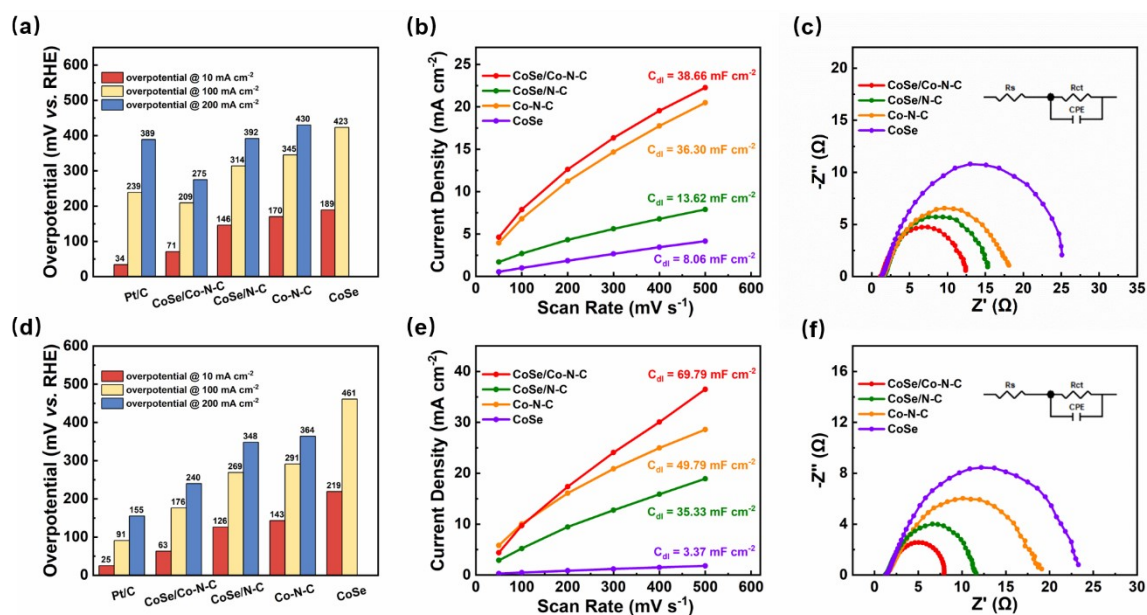 (a)
Overpotential (mV vs. RHE)
600
500
400
300
200
100
0
overpotential @ 10 mA cm⁻²
overpotential @ 100 mA cm⁻²
overpotential @ 200 mA cm⁻²
34
239
389
71
209
275
146
314
392
170
345
430
189
423
Pt/C
CoSe/Co-N-C
CoSe/N-C
Co-N-C
CoSe
(b)
Current Density (mA cm⁻²)
25
20
15
10
5
0
CoSe/Co-N-C
CoSe/N-C
Co-N-C
CoSe
Cdl = 38.66 mF cm⁻²
Cdl = 36.30 mF cm⁻²
Cdl = 13.62 mF cm⁻²
Cdl = 8.06 mF cm⁻²
100 200 300 400 500 600
Scan Rate (mV s⁻¹)
(c)
-Z'' (Ω)
25
20
15
10
5
0
CoSe/Co-N-C
CoSe/N-C
Co-N-C
CoSe
Rs
Rct
CPE
0 5 10 15 20 25 30 35
Z' (Ω)
(d)
Overpotential (mV vs. RHE)
600
500
400
300
200
100
0
overpotential @ 10 mA cm⁻²
overpotential @ 100 mA cm⁻²
overpotential @ 200 mA cm⁻²
25
91
155
63
176
240
126
269
348
143
291
364
219
461
Pt/C
CoSe/Co-N-C
CoSe/N-C
Co-N-C
CoSe
(e)
Current Density (mA cm⁻²)
40
30
20
10
0
CoSe/Co-N-C
CoSe/N-C
Co-N-C
CoSe
Cdl = 69.79 mF cm⁻²
Cdl = 49.79 mF cm⁻²
Cdl = 35.33 mF cm⁻²
Cdl = 3.37 mF cm⁻²
100 200 300 400 500 600
Scan Rate (mV s⁻¹)
(f)
-Z'' (Ω)
16
12
8
4
0
CoSe/Co-N-C
CoSe/N-C
Co-N-C
CoSe
Rs
Rct
CPE
0 5 10 15 20 25 30
Z' (Ω)